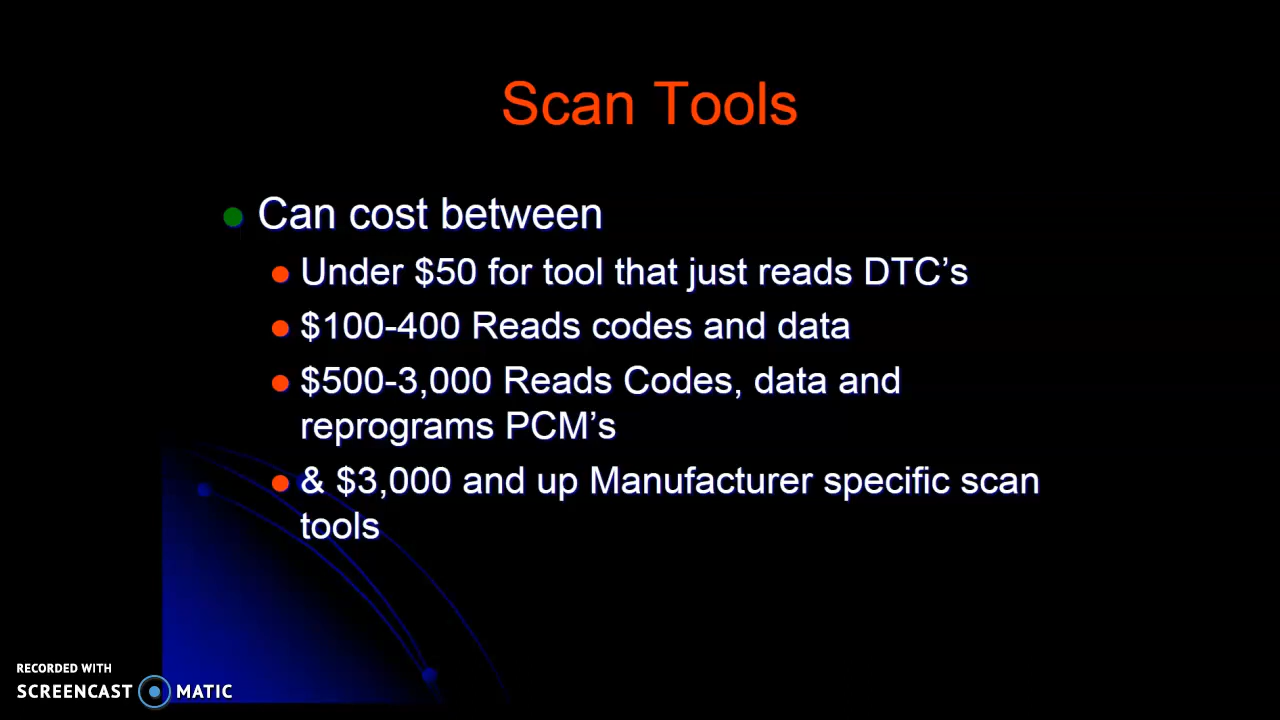 Scan Tools
Can cost between
Under $50 for tool that just reads DTC’s
$100-400 Reads codes and data
$500-3,000 Reads Codes, data and
reprograms PCM’s
& $3,000 and up Manufacturer specific scan
tools
RECORDED WITH
SCREENCAST MATIC